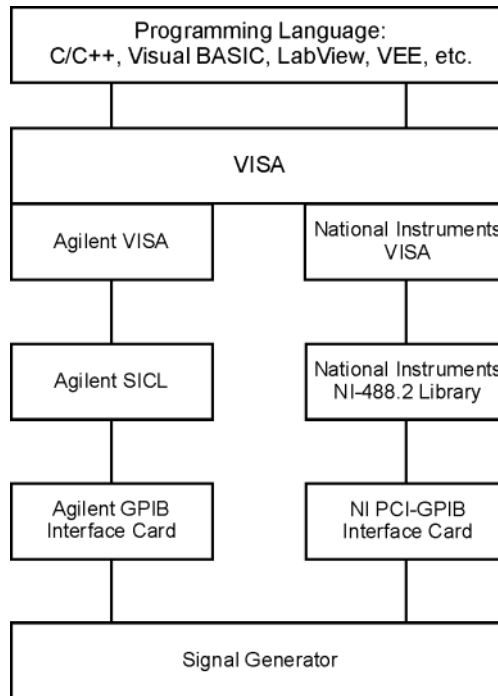 Programming Language:
C/C++, Visual BASIC, LabView, VEE, etc.
VISA
Agilent VISA
National Instruments
VISA
Agilent SICL
National Instruments
NI-488.2 Library
Agilent GPIB
Interface Card
NI PCI-GPIB
Interface Card
Signal Generator